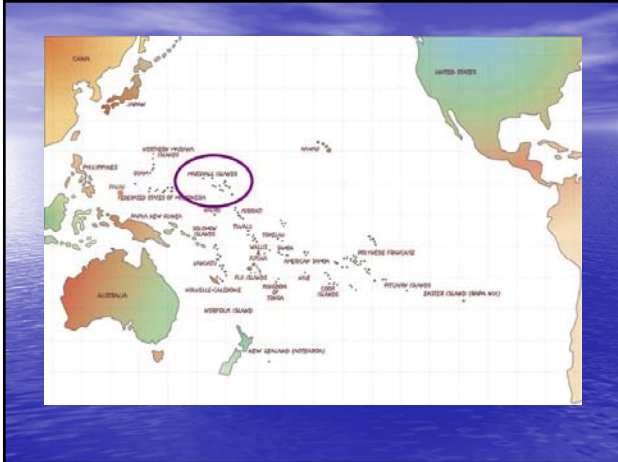 CHINA
UNITED STATES
JAPAN
NORTHERN MARIANA
ISLANDS
HAWAII
PHILIPPINES
GUAM
MARSHALL ISLANDS
PALAU
FEDERATED STATES OF MICRONESIA
NAURU
KIRIBATI
PAPUA NEW GUINEA
TUVALU
SOLOMON
ISLANDS
TOKELAU
WALLIS
&
FUTUNA
SAMOA
AMERICAN SAMOA
POLYNESIE FRANCAISE
VANUATU
FIJI ISLANDS
NIUE
COOK
ISLANDS
PITCAIRN ISLANDS
AUSTRALIA
NOUVELLE-CALEDONIE
KINGDOM
OF
TONGA
EASTER ISLAND (RAPA NUI)
NORFOLK ISLAND
NEW ZEALAND (AOTEAROA)